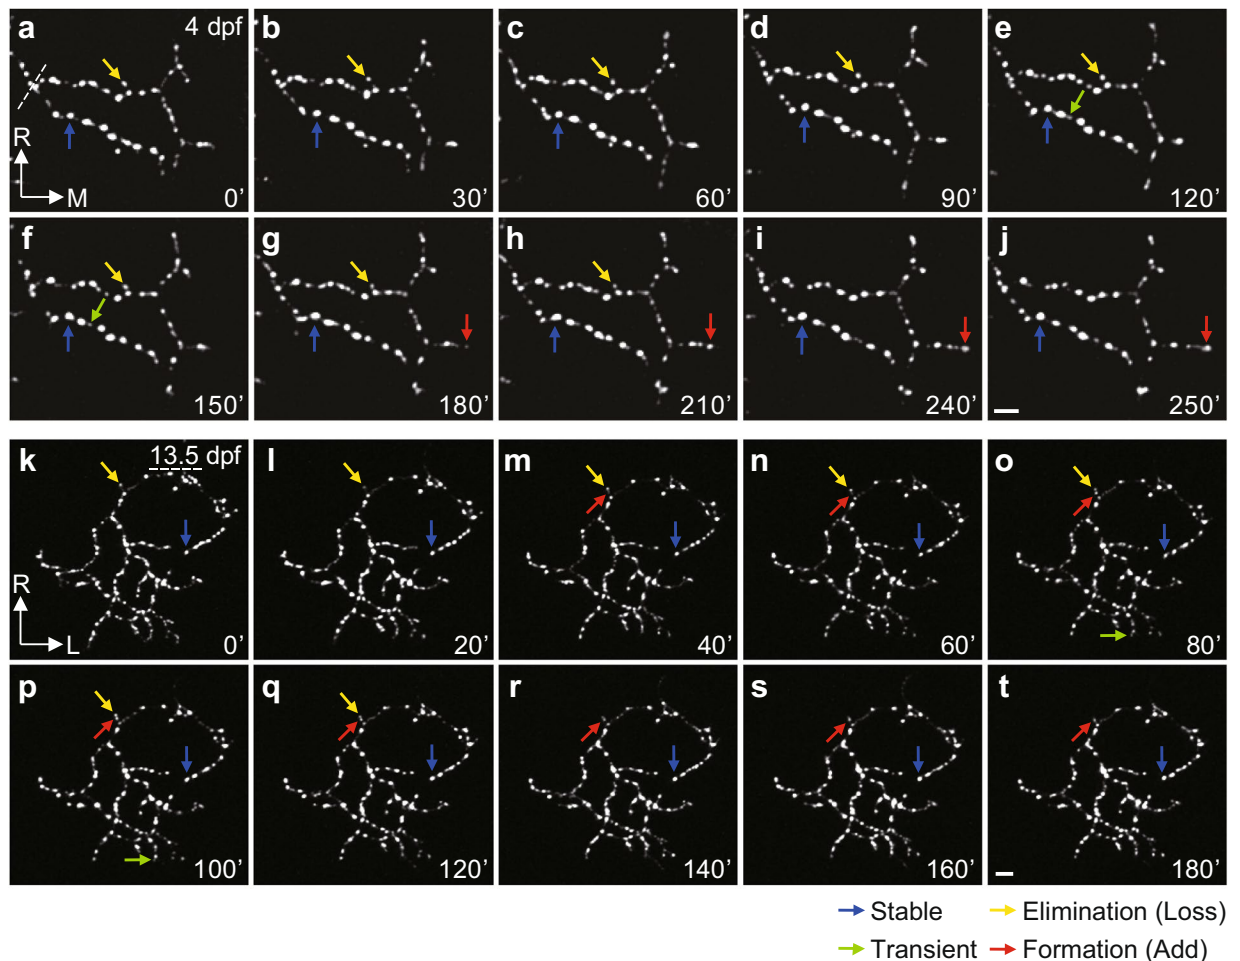 a 4 dpf b c d e
R
M 0' 30' 60' 90' 120'
f g h i j
150' 180' 210' 240' 250'
k 13.5 dpf l m n o
R
L 0' 20' 40' 60' 80'
p q r s t
100' 120' 140' 160' 180'
Stable Elimination (Loss)
Transient Formation (Add)